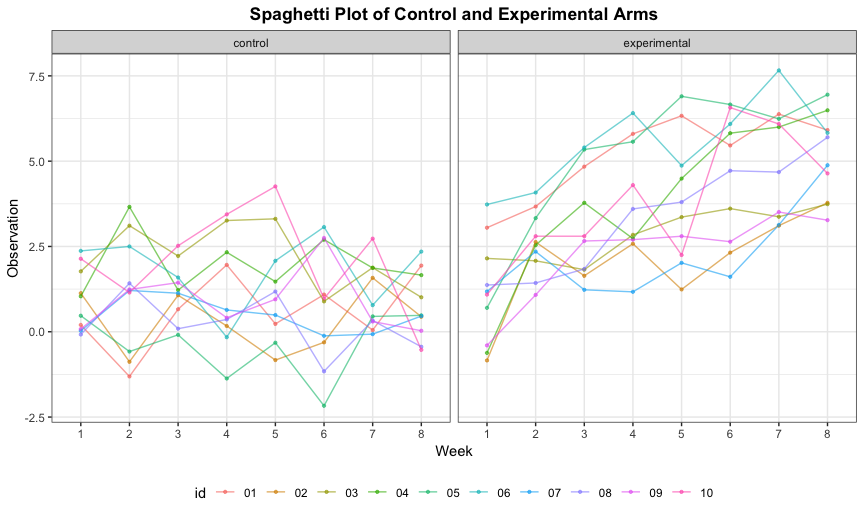 Spaghetti Plot of Control and Experimental Arms
control experimental
7.5
5.0
2.5
0.0
-2.5
Observation
1 2 3 4 5 6 7 8 1 2 3 4 5 6 7 8
Week
id 01 02 03 04 05 06 07 08 09 10